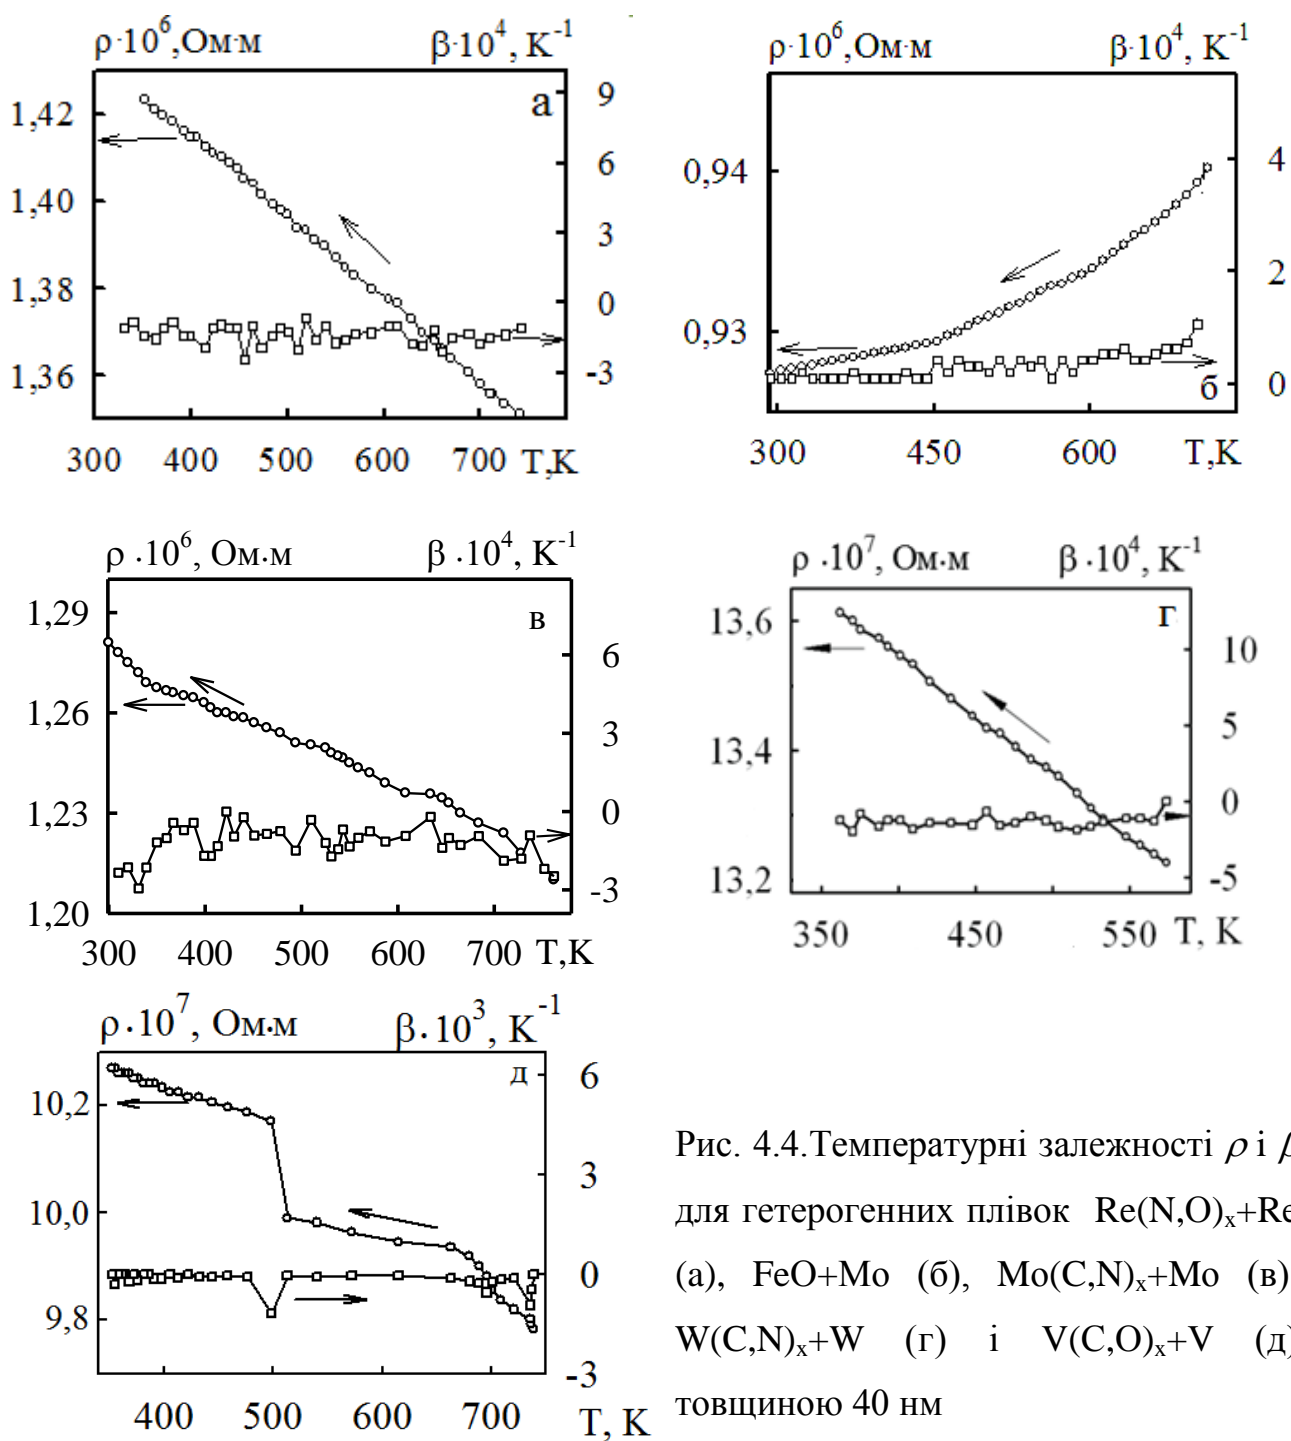 ρ·10⁶,Ом·м β·10⁴, К⁻¹
а
1,42
1,40
1,38
1,36
9
6
3
0
-3
300 400 500 600 700 Т,К
ρ·10⁶,Ом·м β·10⁴, К⁻¹
0,94
0,93
4
2
0
б
300 450 600 Т,К
ρ ·10⁶, Ом·м β ·10⁴, К⁻¹
в
1,29
1,26
1,23
1,20
6
3
0
-3
300 400 500 600 700 Т,К
ρ ·10⁷, Ом·м β ·10⁴, К⁻¹
г
13,6
13,4
13,2
10
5
0
-5
350 450 550 Т, К
ρ·10⁷, Ом·м β·10³, К⁻¹
д
10,2
10,0
9,8
6
3
0
-3
400 500 600 700 Т, К
Рис. 4.4.Температурні залежності ρ і β
для гетерогенних плівок Re(N,O)ₓ+Re
(а), FeO+Mo (б), Mo(C,N)ₓ+Mo (в)
W(C,N)ₓ+W (г) і V(C,O)ₓ+V (д)
товщиною 40 нм